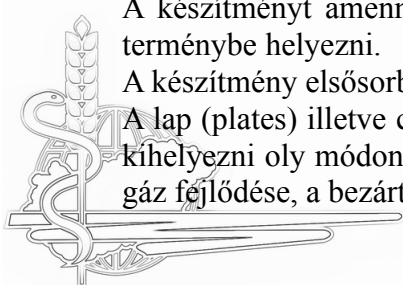 A készítményt amenn
terménybe helyezni.
A készítmény elsősorb
A lap (plates) illetve
kihelyezni oly módon
gáz fejlődése, a bezárt